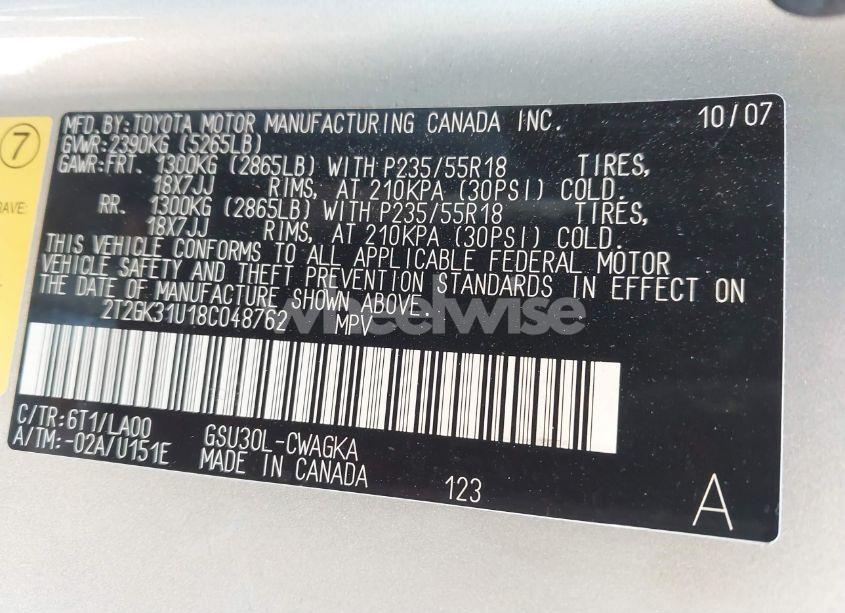 7
RAVE:
MFD. BY: TOYOTA MOTOR MANUFACTURING CANADA INC. 10/07
GVWR: 2390KG (5265LB)
GAWR: FRT. 1300KG (2865LB) WITH P235/55R18 TIRES,
18X7JJ RIMS, AT 210KPA (30PSI) COLD.
RR. 1300KG (2865LB) WITH P235/55R18 TIRES,
18X7JJ RIMS, AT 210KPA (30PSI) COLD.
THIS VEHICLE CONFORMS TO ALL APPLICABLE FEDERAL MOTOR
VEHICLE SAFETY AND THEFT PREVENTION STANDARDS IN EFFECT ON
THE DATE OF MANUFACTURE SHOWN ABOVE.
2T2GK31U18C048762 MPV
wheelwise
C/TR: 6T1/LA00 GSU30L-CWAGKA
A/TM: -02A/U151E MADE IN CANADA
123
A